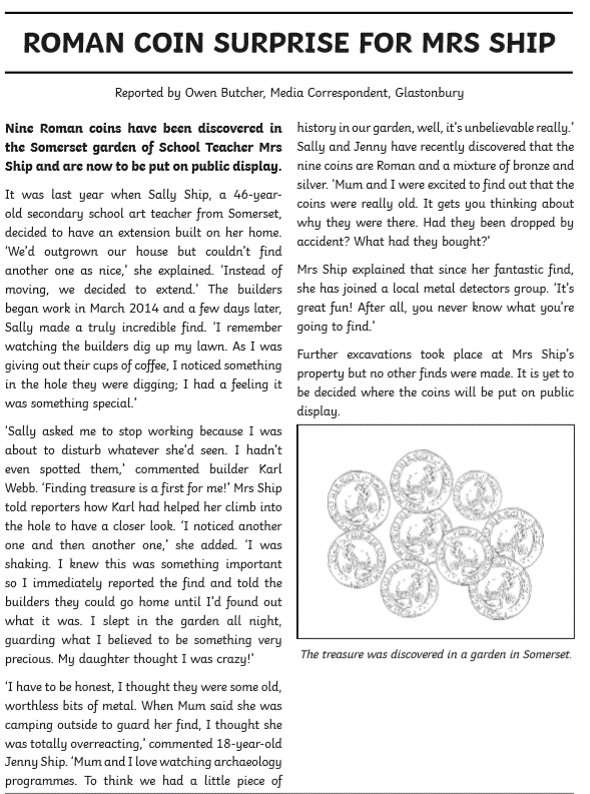 ROMAN COIN SURPRISE FOR MRS SHIP
Reported by Owen Butcher, Media Correspondent, Glastonbury
Nine Roman coins have been discovered in
the Somerset garden of School Teacher Mrs
Ship and are now to be put on public display.
It was last year when Sally Ship, a 46-year-
old secondary school art teacher from Somerset,
decided to have an extension built on her home.
‘We’d outgrown our house but couldn’t find
another one as nice,’ she explained. ‘Instead of
moving, we decided to extend.’ The builders
began work in March 2014 and a few days later,
Sally made a truly incredible find. ‘I remember
watching the builders dig up my lawn. As I was
giving out their cups of coffee, I noticed something
in the hole they were digging; I had a feeling it
was something special.’
‘Sally asked me to stop working because I was
about to disturb whatever she’d seen. I hadn’t
even spotted them,’ commented builder Karl
Webb. ‘Finding treasure is a first for me!’ Mrs Ship
told reporters how Karl had helped her climb into
the hole to have a closer look. ‘I noticed another
one and then another one,’ she added. ‘I was
shaking. I knew this was something important
so I immediately reported the find and told the
builders they could go home until I’d found out
what it was. I slept in the garden all night,
guarding what I believed to be something very
precious. My daughter thought I was crazy!’
‘I have to be honest, I thought they were some old,
worthless bits of metal. When Mum said she was
camping outside to guard her find, I thought she
was totally overreacting,’ commented 18-year-old
Jenny Ship. ‘Mum and I love watching archaeology
programmes. To think we had a little piece of
history in our garden, well, it’s unbelievable really.’
Sally and Jenny have recently discovered that the
nine coins are Roman and a mixture of bronze and
silver. ‘Mum and I were excited to find out that the
coins were really old. It gets you thinking about
why they were there. Had they been dropped by
accident? What had they bought?’
Mrs Ship explained that since her fantastic find,
she has joined a local metal detectors group. ‘It’s
great fun! After all, you never know what you’re
going to find.’
Further excavations took place at Mrs Ship’s
property but no other finds were made. It is yet to
be decided where the coins will be put on public
display.
The treasure was discovered in a garden in Somerset.